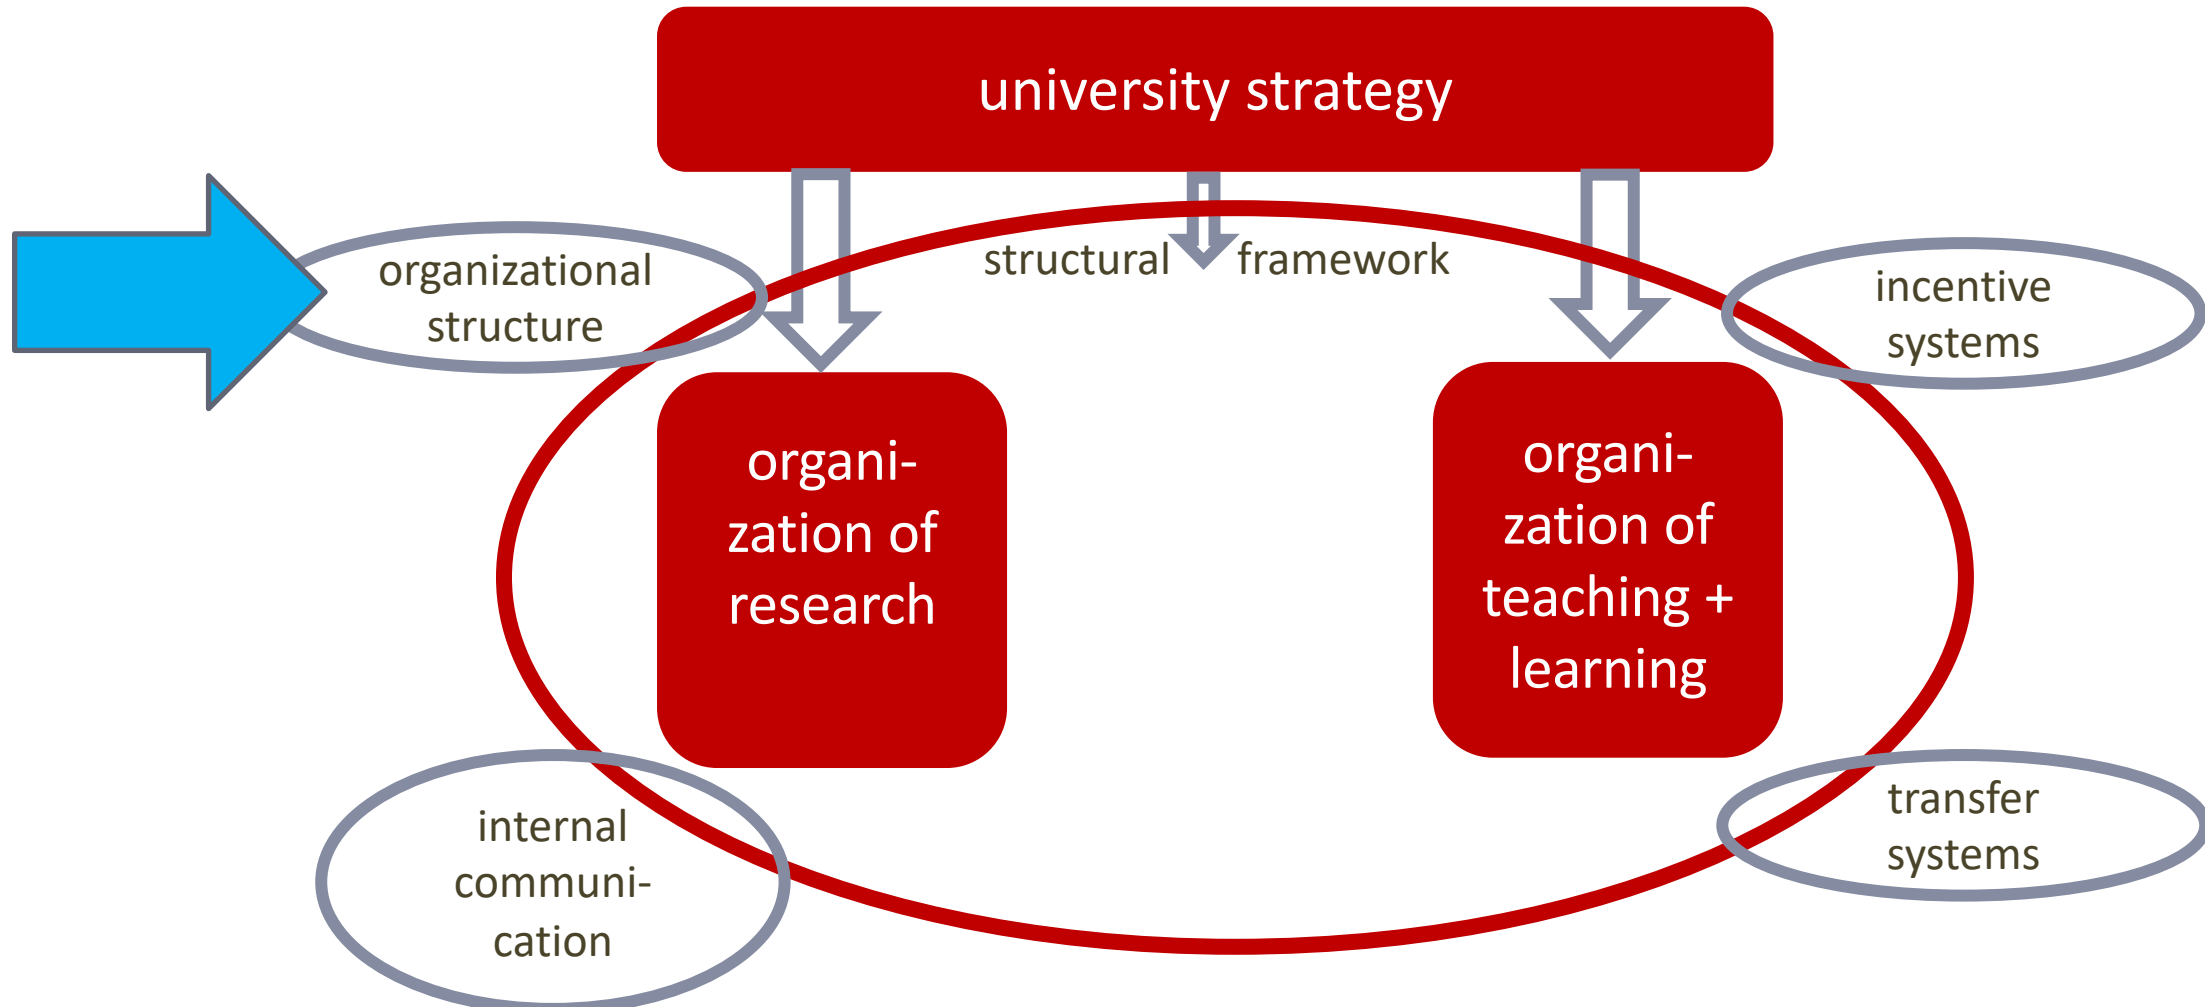 university strategy
structural framework
organizational
structure
incentive
systems
organi-
zation of
research
organi-
zation of
teaching +
learning
internal
communi-
cation
transfer
systems